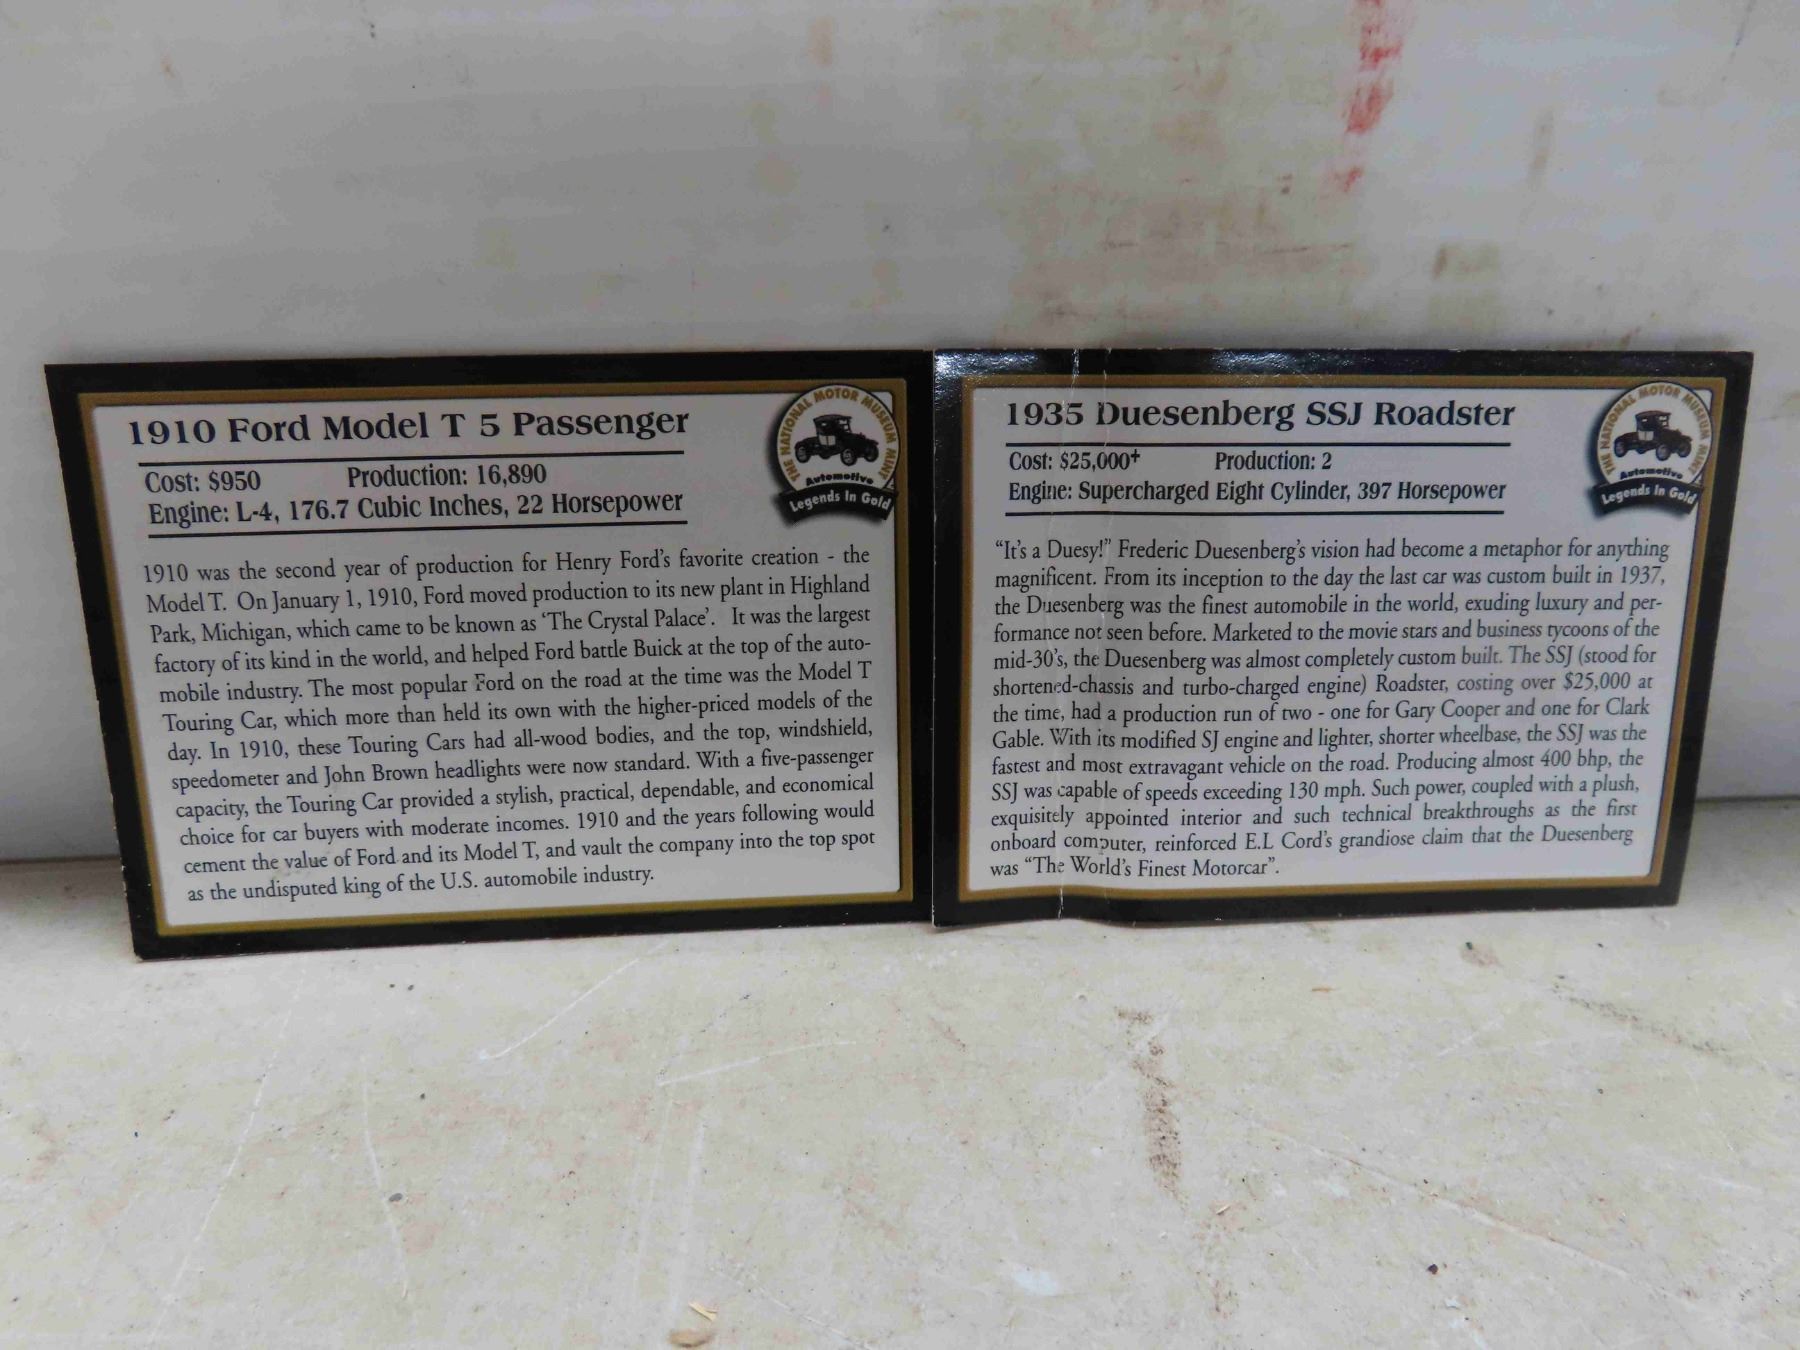 1910 Ford Model T 5 Passenger
Cost: $950 Production: 16,890
Engine: L-4, 176.7 Cubic Inches, 22 Horsepower
THE NATIONAL MOTOR MUSEUM MINT
Automotive
Legends In Gold
1910 was the second year of production for Henry Ford's favorite creation - the
Model T. On January 1, 1910, Ford moved production to its new plant in Highland
Park, Michigan, which came to be known as 'The Crystal Palace'. It was the largest
factory of its kind in the world, and helped Ford battle Buick at the top of the auto-
mobile industry. The most popular Ford on the road at the time was the Model T
Touring Car, which more than held its own with the higher-priced models of the
day. In 1910, these Touring Cars had all-wood bodies, and the top, windshield,
speedometer and John Brown headlights were now standard. With a five-passenger
capacity, the Touring Car provided a stylish, practical, dependable, and economical
choice for car buyers with moderate incomes. 1910 and the years following would
cement the value of Ford and its Model T, and vault the company into the top spot
as the undisputed king of the U.S. automobile industry.
1935 Duesenberg SSJ Roadster
Cost: $25,000+ Production: 2
Engine: Supercharged Eight Cylinder, 397 Horsepower
THE NATIONAL MOTOR MUSEUM MINT
Automotive
Legends In Gold
"It's a Duesy!" Frederic Duesenberg's vision had become a metaphor for anything
magnificent. From its inception to the day the last car was custom built in 1937,
the Duesenberg was the finest automobile in the world, exuding luxury and per-
formance not seen before. Marketed to the movie stars and business tycoons of the
mid-30's, the Duesenberg was almost completely custom built. The SSJ (stood for
shortened-chassis and turbo-charged engine) Roadster, costing over $25,000 at
the time, had a production run of two - one for Gary Cooper and one for Clark
Gable. With its modified SJ engine and lighter, shorter wheelbase, the SSJ was the
fastest and most extravagant vehicle on the road. Producing almost 400 bhp, the
SSJ was capable of speeds exceeding 130 mph. Such power, coupled with a plush,
exquisitely appointed interior and such technical breakthroughs as the first
onboard computer, reinforced E.L Cord's grandiose claim that the Duesenberg
was "The World's Finest Motorcar".